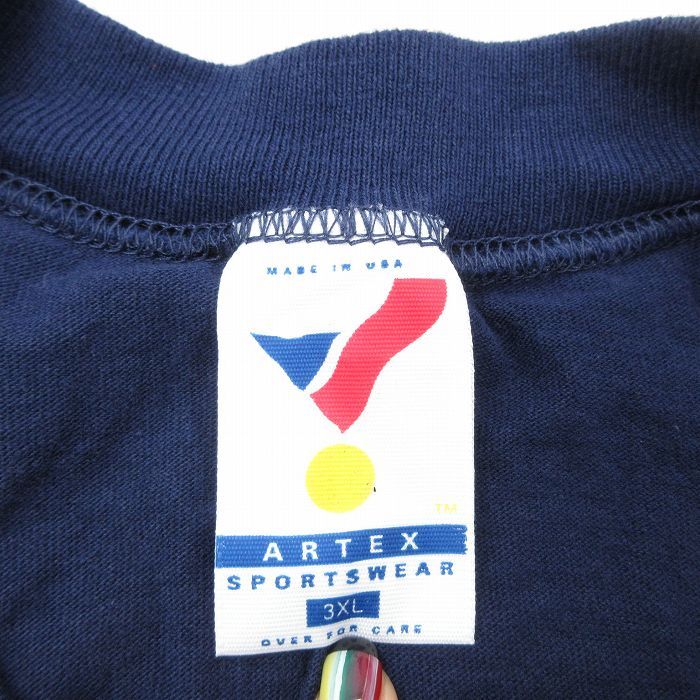 MADE IN USA
TM
ARTEX
SPORTSWEAR
3XL
OVER FOR CARE